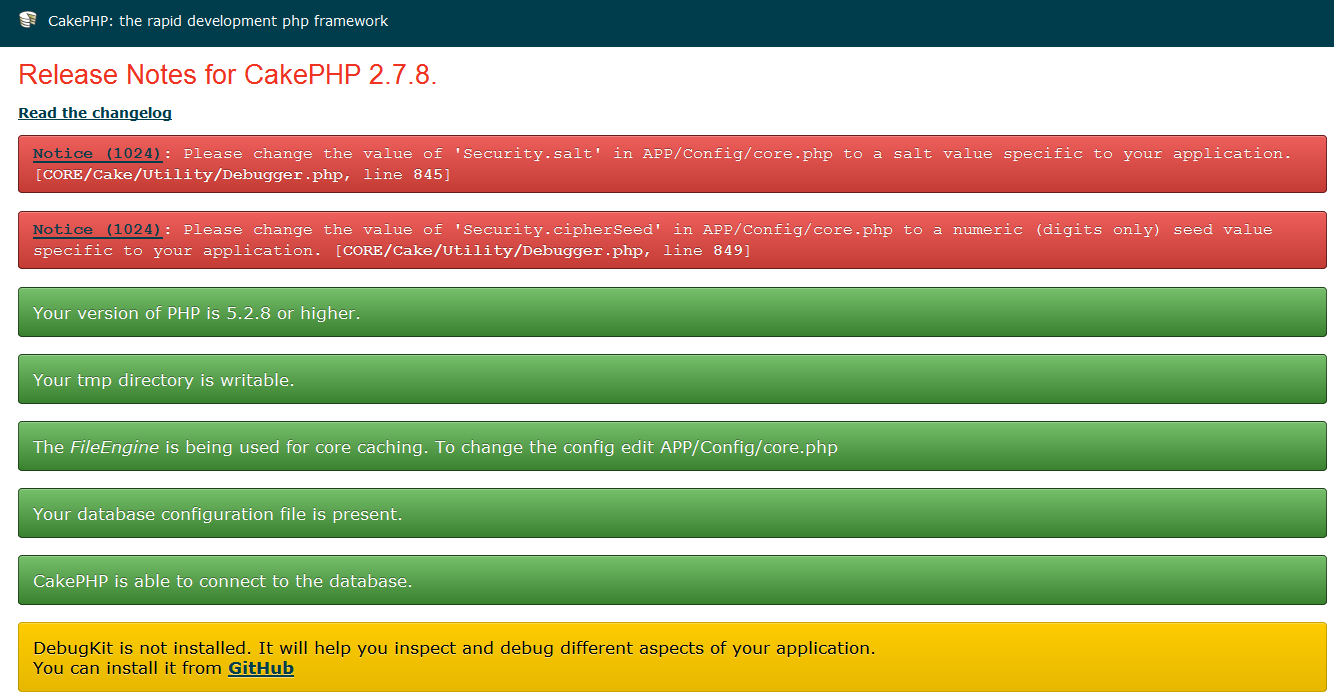 CakePHP: the rapid development php framework
Release Notes for CakePHP 2.7.8.
Read the changelog
Notice (1024): Please change the value of 'Security.salt' in APP/Config/core.php to a salt value specific to your application.
[CORE/Cake/Utility/Debugger.php, line 845]
Notice (1024): Please change the value of 'Security.cipherSeed' in APP/Config/core.php to a numeric (digits only) seed value
specific to your application. [CORE/Cake/Utility/Debugger.php, line 849]
Your version of PHP is 5.2.8 or higher.
Your tmp directory is writable.
The FileEngine is being used for core caching. To change the config edit APP/Config/core.php
Your database configuration file is present.
CakePHP is able to connect to the database.
DebugKit is not installed. It will help you inspect and debug different aspects of your application.
You can install it from GitHub